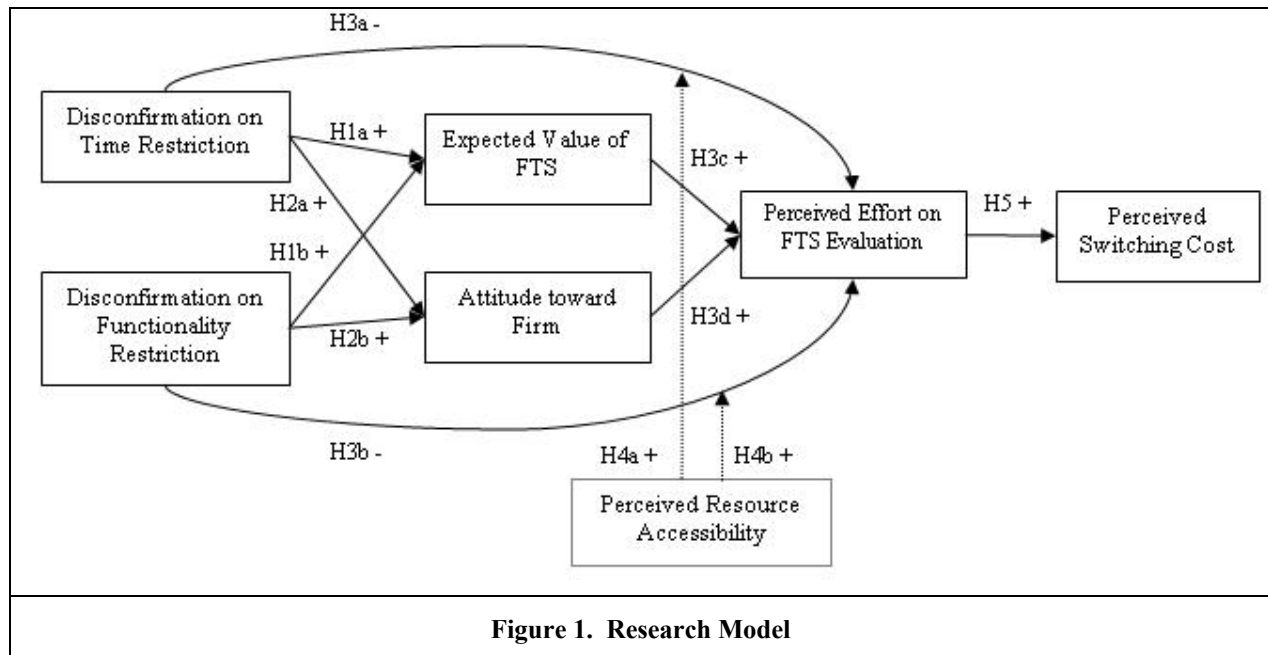 H3a -
Disconfirmation on
Time Restriction
H1a +
Expected Value of
FTS
H3c +
H2a +
H1b +
Perceived Effort on
FTS Evaluation
H5 +
Perceived
Switching Cost
Disconfirmation on
Functionality
Restriction
H2b +
Attitude toward
Firm
H3d +
H3b -
H4a +
H4b +
Perceived Resource
Accessibility
Figure 1. Research Model